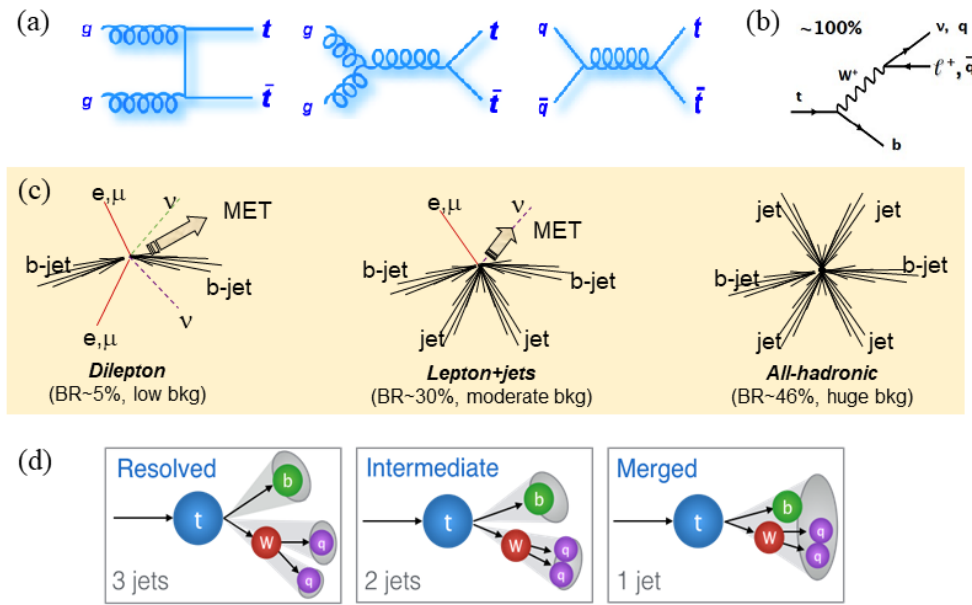 (a)
g t g t q t
g t̄ g t̄ q̄ t̄
(b)
~100%
ν, q
W⁺ ℓ⁺, q̄
t
b
(c)
e,μ ν MET
b-jet b-jet
e,μ ν
Dilepton
(BR~5%, low bkg)
e,μ ν MET
b-jet b-jet
jet jet
Lepton+jets
(BR~30%, moderate bkg)
jet jet
b-jet b-jet
jet jet
All-hadronic
(BR~46%, huge bkg)
(d)
Resolved
b
t
W q
q
3 jets
Intermediate
b
t
W q
q
2 jets
Merged
b
t
W q
q
1 jet